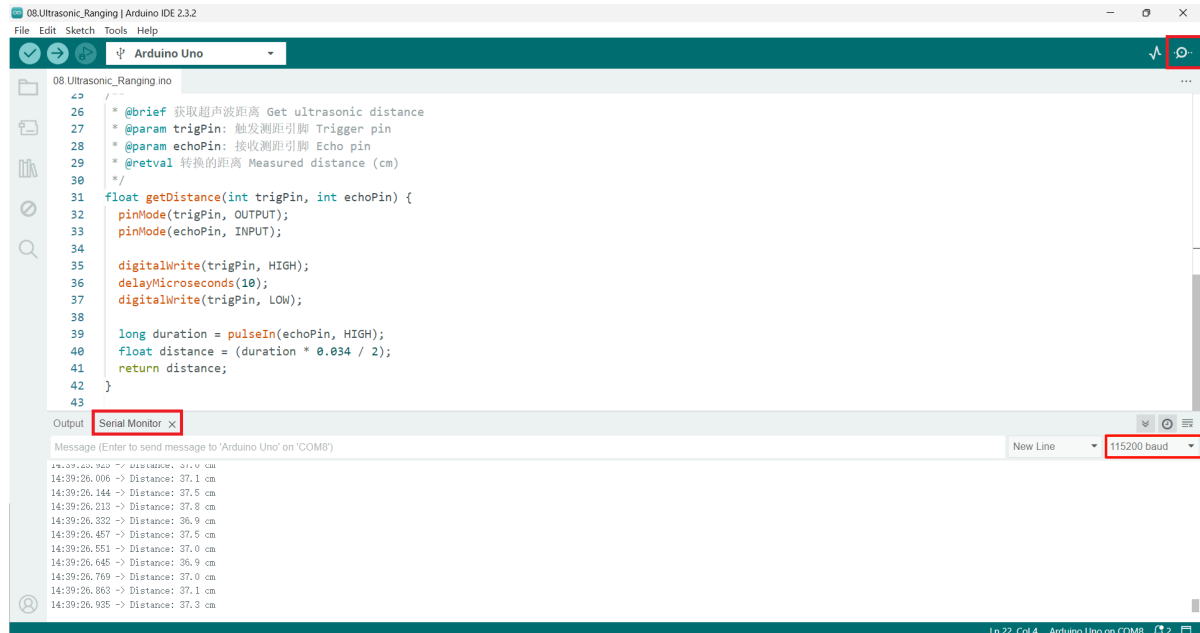 08.Ultrasonic_Ranging | Arduino IDE 2.3.2
File Edit Sketch Tools Help
Arduino Uno
08.Ultrasonic_Ranging.ino
25 /**
26 * @brief 获取超声波距离 Get ultrasonic distance
27 * @param trigPin: 触发测距引脚 Trigger pin
28 * @param echoPin: 接收测距引脚 Echo pin
29 * @retval 转换的距离 Measured distance (cm)
30 */
31 float getDistance(int trigPin, int echoPin) {
32 pinMode(trigPin, OUTPUT);
33 pinMode(echoPin, INPUT);
34
35 digitalWrite(trigPin, HIGH);
36 delayMicroseconds(10);
37 digitalWrite(trigPin, LOW);
38
39 long duration = pulseIn(echoPin, HIGH);
40 float distance = (duration * 0.034 / 2);
41 return distance;
42 }
43
Output Serial Monitor
Message (Enter to send message to 'Arduino Uno' on 'COM8') New Line 115200 baud
14:39:25.925 -> Distance: 37.0 cm
14:39:26.006 -> Distance: 37.1 cm
14:39:26.144 -> Distance: 37.5 cm
14:39:26.213 -> Distance: 37.8 cm
14:39:26.332 -> Distance: 36.9 cm
14:39:26.457 -> Distance: 37.5 cm
14:39:26.551 -> Distance: 37.0 cm
14:39:26.645 -> Distance: 36.9 cm
14:39:26.769 -> Distance: 37.0 cm
14:39:26.863 -> Distance: 37.1 cm
14:39:26.935 -> Distance: 37.3 cm
Ln 22, Col 4 Arduino Uno on COM8 2